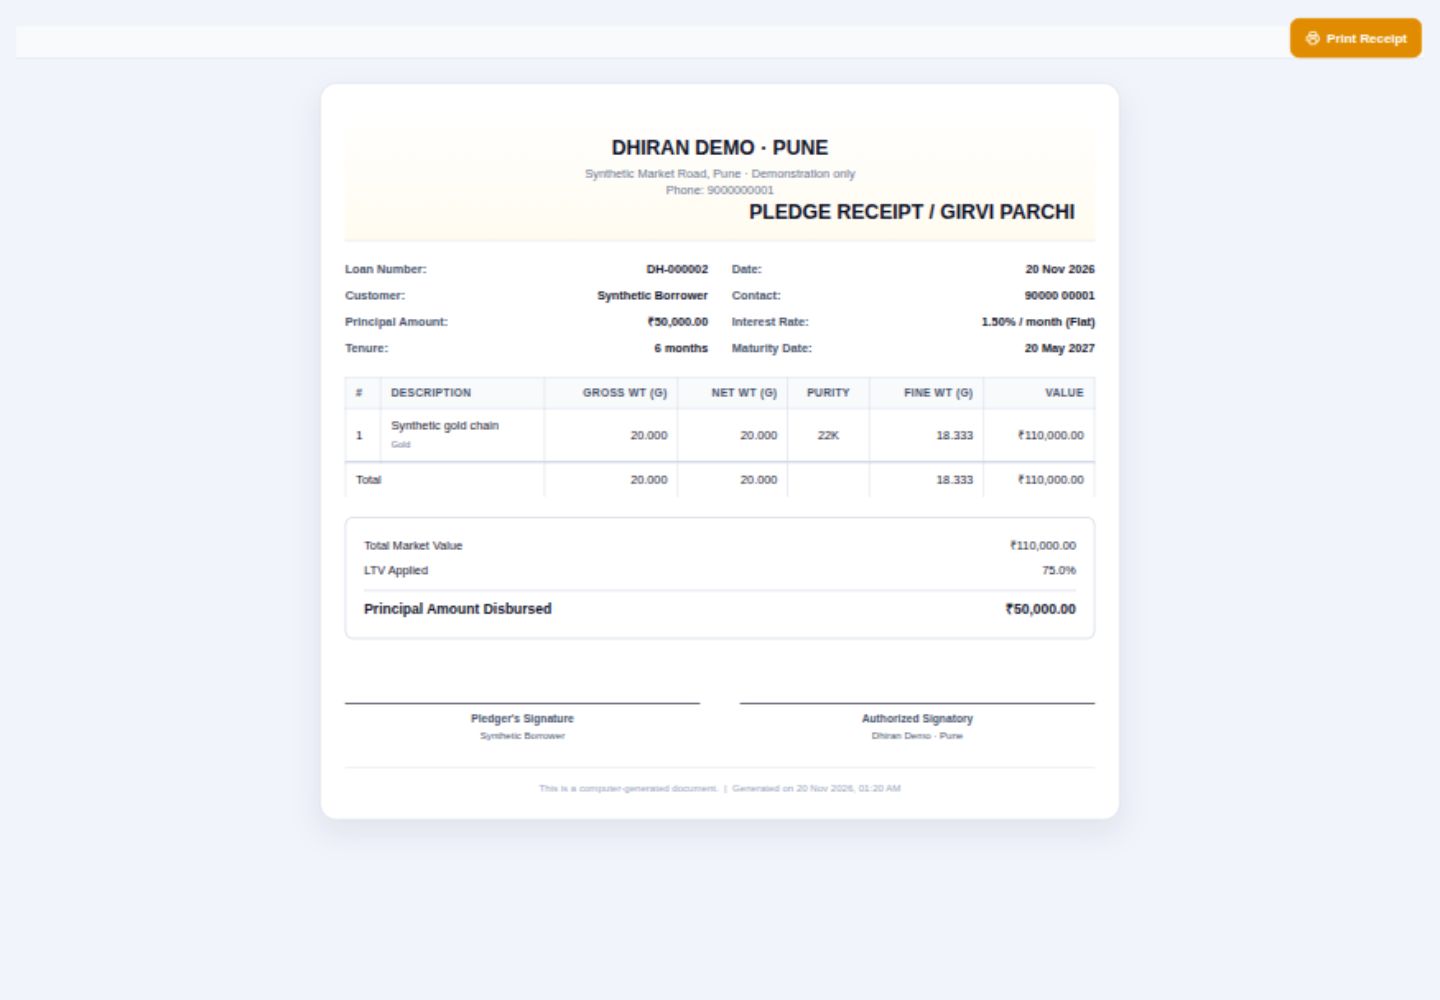 Print Receipt
DHIRAN DEMO · PUNE
Synthetic Market Road, Pune · Demonstration only
Phone: 9000000001
PLEDGE RECEIPT / GIRVI PARCHI
Loan Number: DH-000002 Date: 20 Nov 2026
Customer: Synthetic Borrower Contact: 90000 00001
Principal Amount: ₹50,000.00 Interest Rate: 1.50% / month (Flat)
Tenure: 6 months Maturity Date: 20 May 2027
# DESCRIPTION GROSS WT (G) NET WT (G) PURITY FINE WT (G) VALUE
1 Synthetic gold chain 20.000 20.000 22K 18.333 ₹110,000.00
Gold
Total 20.000 20.000 18.333 ₹110,000.00
Total Market Value ₹110,000.00
LTV Applied 75.0%
Principal Amount Disbursed ₹50,000.00
Pledger's Signature Authorized Signatory
Synthetic Borrower Dhiran Demo · Pune
This is a computer-generated document. | Generated on 20 Nov 2026, 01:20 AM